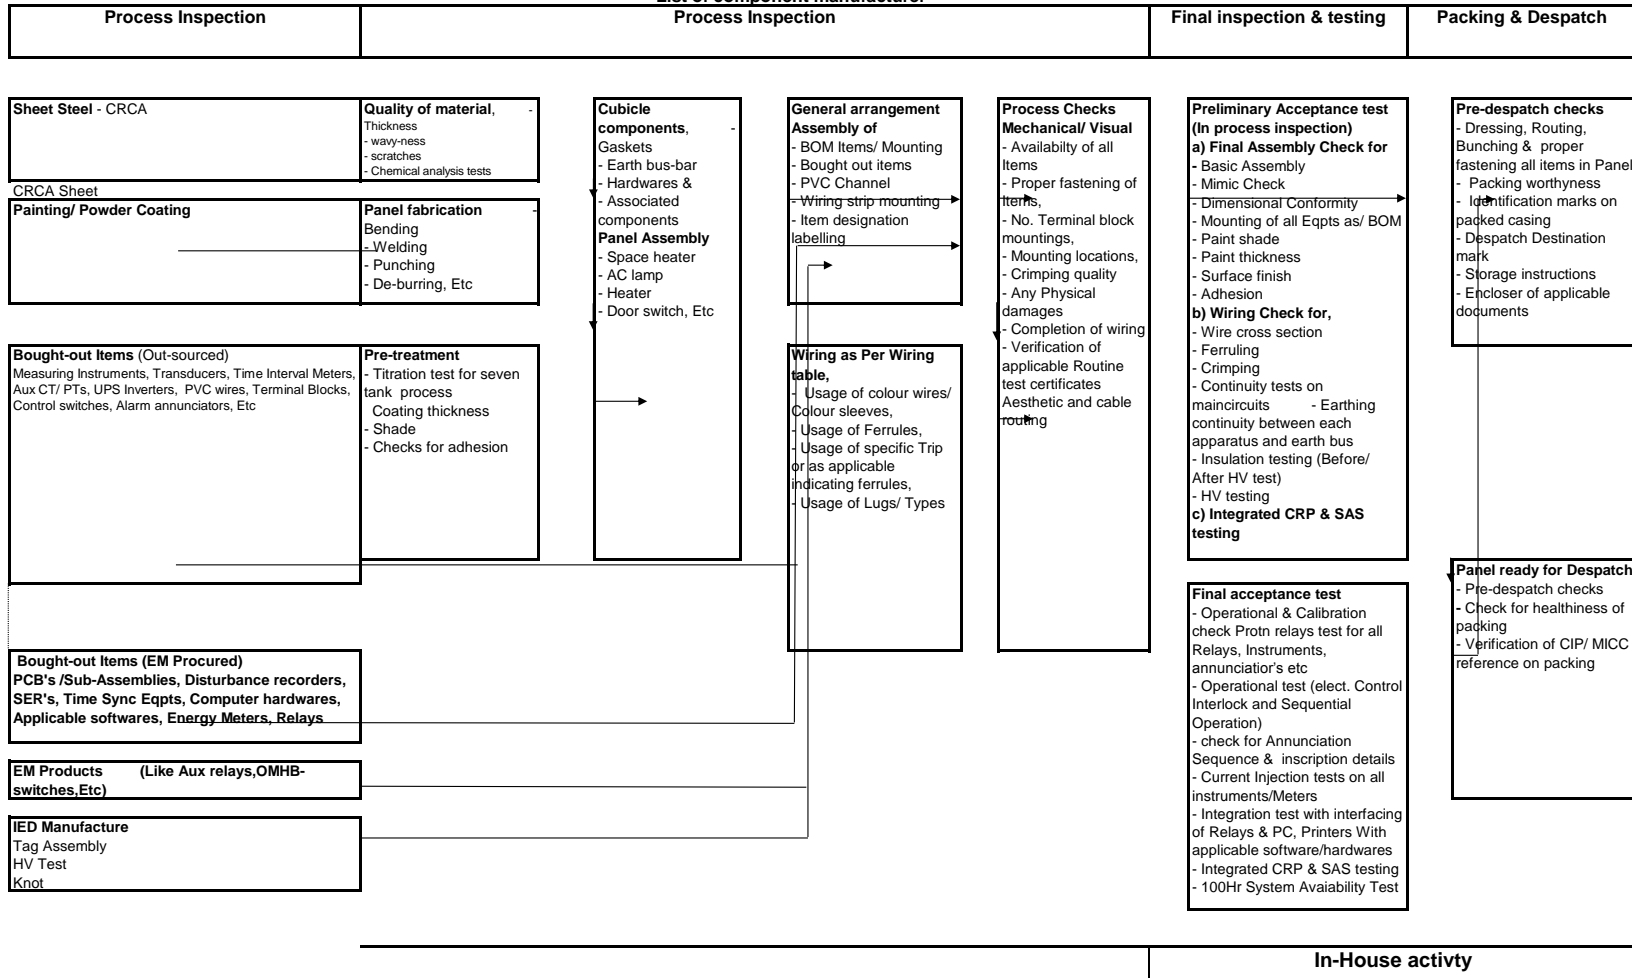 List of component manufacturer
Process Inspection
Process Inspection
Final inspection & testing
Packing & Despatch
Sheet Steel - CRCA
Quality of material, -
Thickness
- wavy-ness
- scratches
- Chemical analysis tests
CRCA Sheet
Painting/ Powder Coating
Panel fabrication -
Bending
- Welding
- Punching
- De-burring, Etc
Bought-out Items (Out-sourced)
Measuring Instruments, Transducers, Time Interval Meters,
Aux CT/ PTs, UPS Inverters, PVC wires, Terminal Blocks,
Control switches, Alarm annunciators, Etc
Pre-treatment
- Titration test for seven
tank process
Coating thickness
- Shade
- Checks for adhesion
Bought-out Items (EM Procured)
PCB's /Sub-Assemblies, Disturbance recorders,
SER's, Time Sync Eqpts, Computer hardwares,
Applicable softwares, Energy Meters, Relays
EM Products (Like Aux relays,OMHB-
switches,Etc)
IED Manufacture
Tag Assembly
HV Test
Knot
Cubicle
components, -
Gaskets
- Earth bus-bar
- Hardwares &
- Associated
components
Panel Assembly
- Space heater
- AC lamp
- Heater
- Door switch, Etc
General arrangement
Assembly of
- BOM Items/ Mounting
- Bought out items
- PVC Channel
- Wiring strip mounting
- Item designation
labelling
Wiring as Per Wiring
table,
- Usage of colour wires/
Colour sleeves,
- Usage of Ferrules,
- Usage of specific Trip
or as applicable
indicating ferrules,
- Usage of Lugs/ Types
Process Checks
Mechanical/ Visual
- Availabilty of all
Items
- Proper fastening of
Items,
- No. Terminal block
mountings,
- Mounting locations,
- Crimping quality
- Any Physical
damages
- Completion of wiring
- Verification of
applicable Routine
test certificates
Aesthetic and cable
routing
Preliminary Acceptance test
(In process inspection)
a) Final Assembly Check for
- Basic Assembly
- Mimic Check
- Dimensional Conformity
- Mounting of all Eqpts as/ BOM
- Paint shade
- Paint thickness
- Surface finish
- Adhesion
b) Wiring Check for,
- Wire cross section
- Ferruling
- Crimping
- Continuity tests on
maincircuits - Earthing
continuity between each
apparatus and earth bus
- Insulation testing (Before/
After HV test)
- HV testing
c) Integrated CRP & SAS
testing
Final acceptance test
- Operational & Calibration
check Protn relays test for all
Relays, Instruments,
annunciatior's etc
- Operational test (elect. Control
Interlock and Sequential
Operation)
- check for Annunciation
Sequence & inscription details
- Current Injection tests on all
instruments/Meters
- Integration test with interfacing
of Relays & PC, Printers With
applicable software/hardwares
- Integrated CRP & SAS testing
- 100Hr System Avaiability Test
Pre-despatch checks
- Dressing, Routing,
Bunching & proper
fastening all items in Panel
- Packing worthyness
- Identification marks on
packed casing
- Despatch Destination
mark
- Storage instructions
- Encloser of applicable
documents
Panel ready for Despatch
- Pre-despatch checks
- Check for healthiness of
packing
- Verification of CIP/ MICC
reference on packing
In-House activty